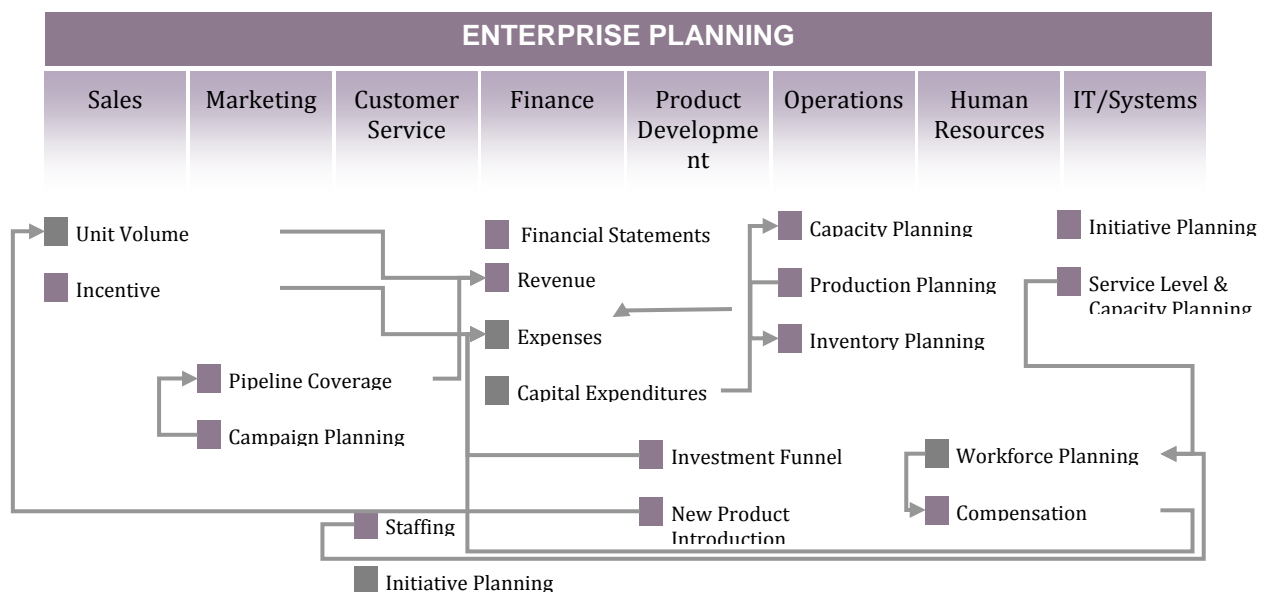 ENTERPRISE PLANNING
Sales
Marketing
Customer
Service
Finance
Product
Developme
nt
Operations
Human
Resources
IT/Systems
Unit Volume
Incentive
Pipeline Coverage
Campaign Planning
Staffing
Initiative Planning
Financial Statements
Revenue
Expenses
Capital Expenditures
Investment Funnel
New Product
Introduction
Capacity Planning
Production Planning
Inventory Planning
Workforce Planning
Compensation
Initiative Planning
Service Level &
Capacity Planning